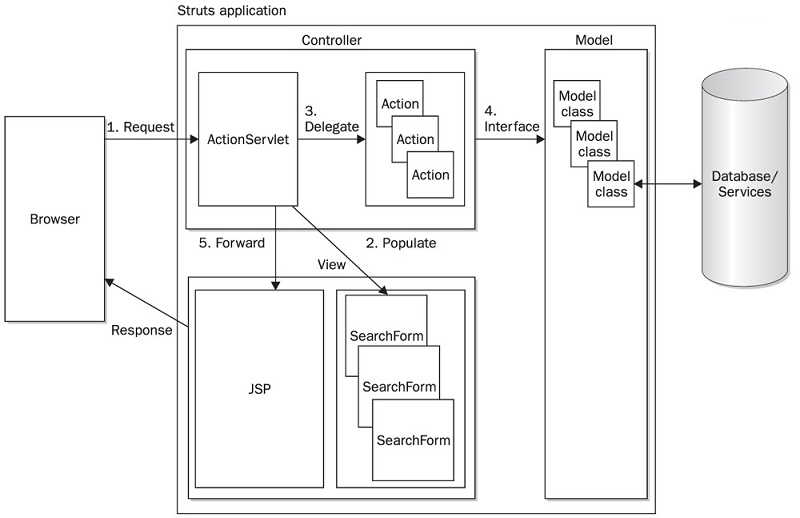 Struts application
Controller
Model
1. Request
ActionServlet
3.
Delegate
Action
Action
Action
4.
Interface
Model
class
Model
class
Model
class
Database/
Services
Browser
5. Forward
2. Populate
View
Response
JSP
SearchForm
SearchForm
SearchForm